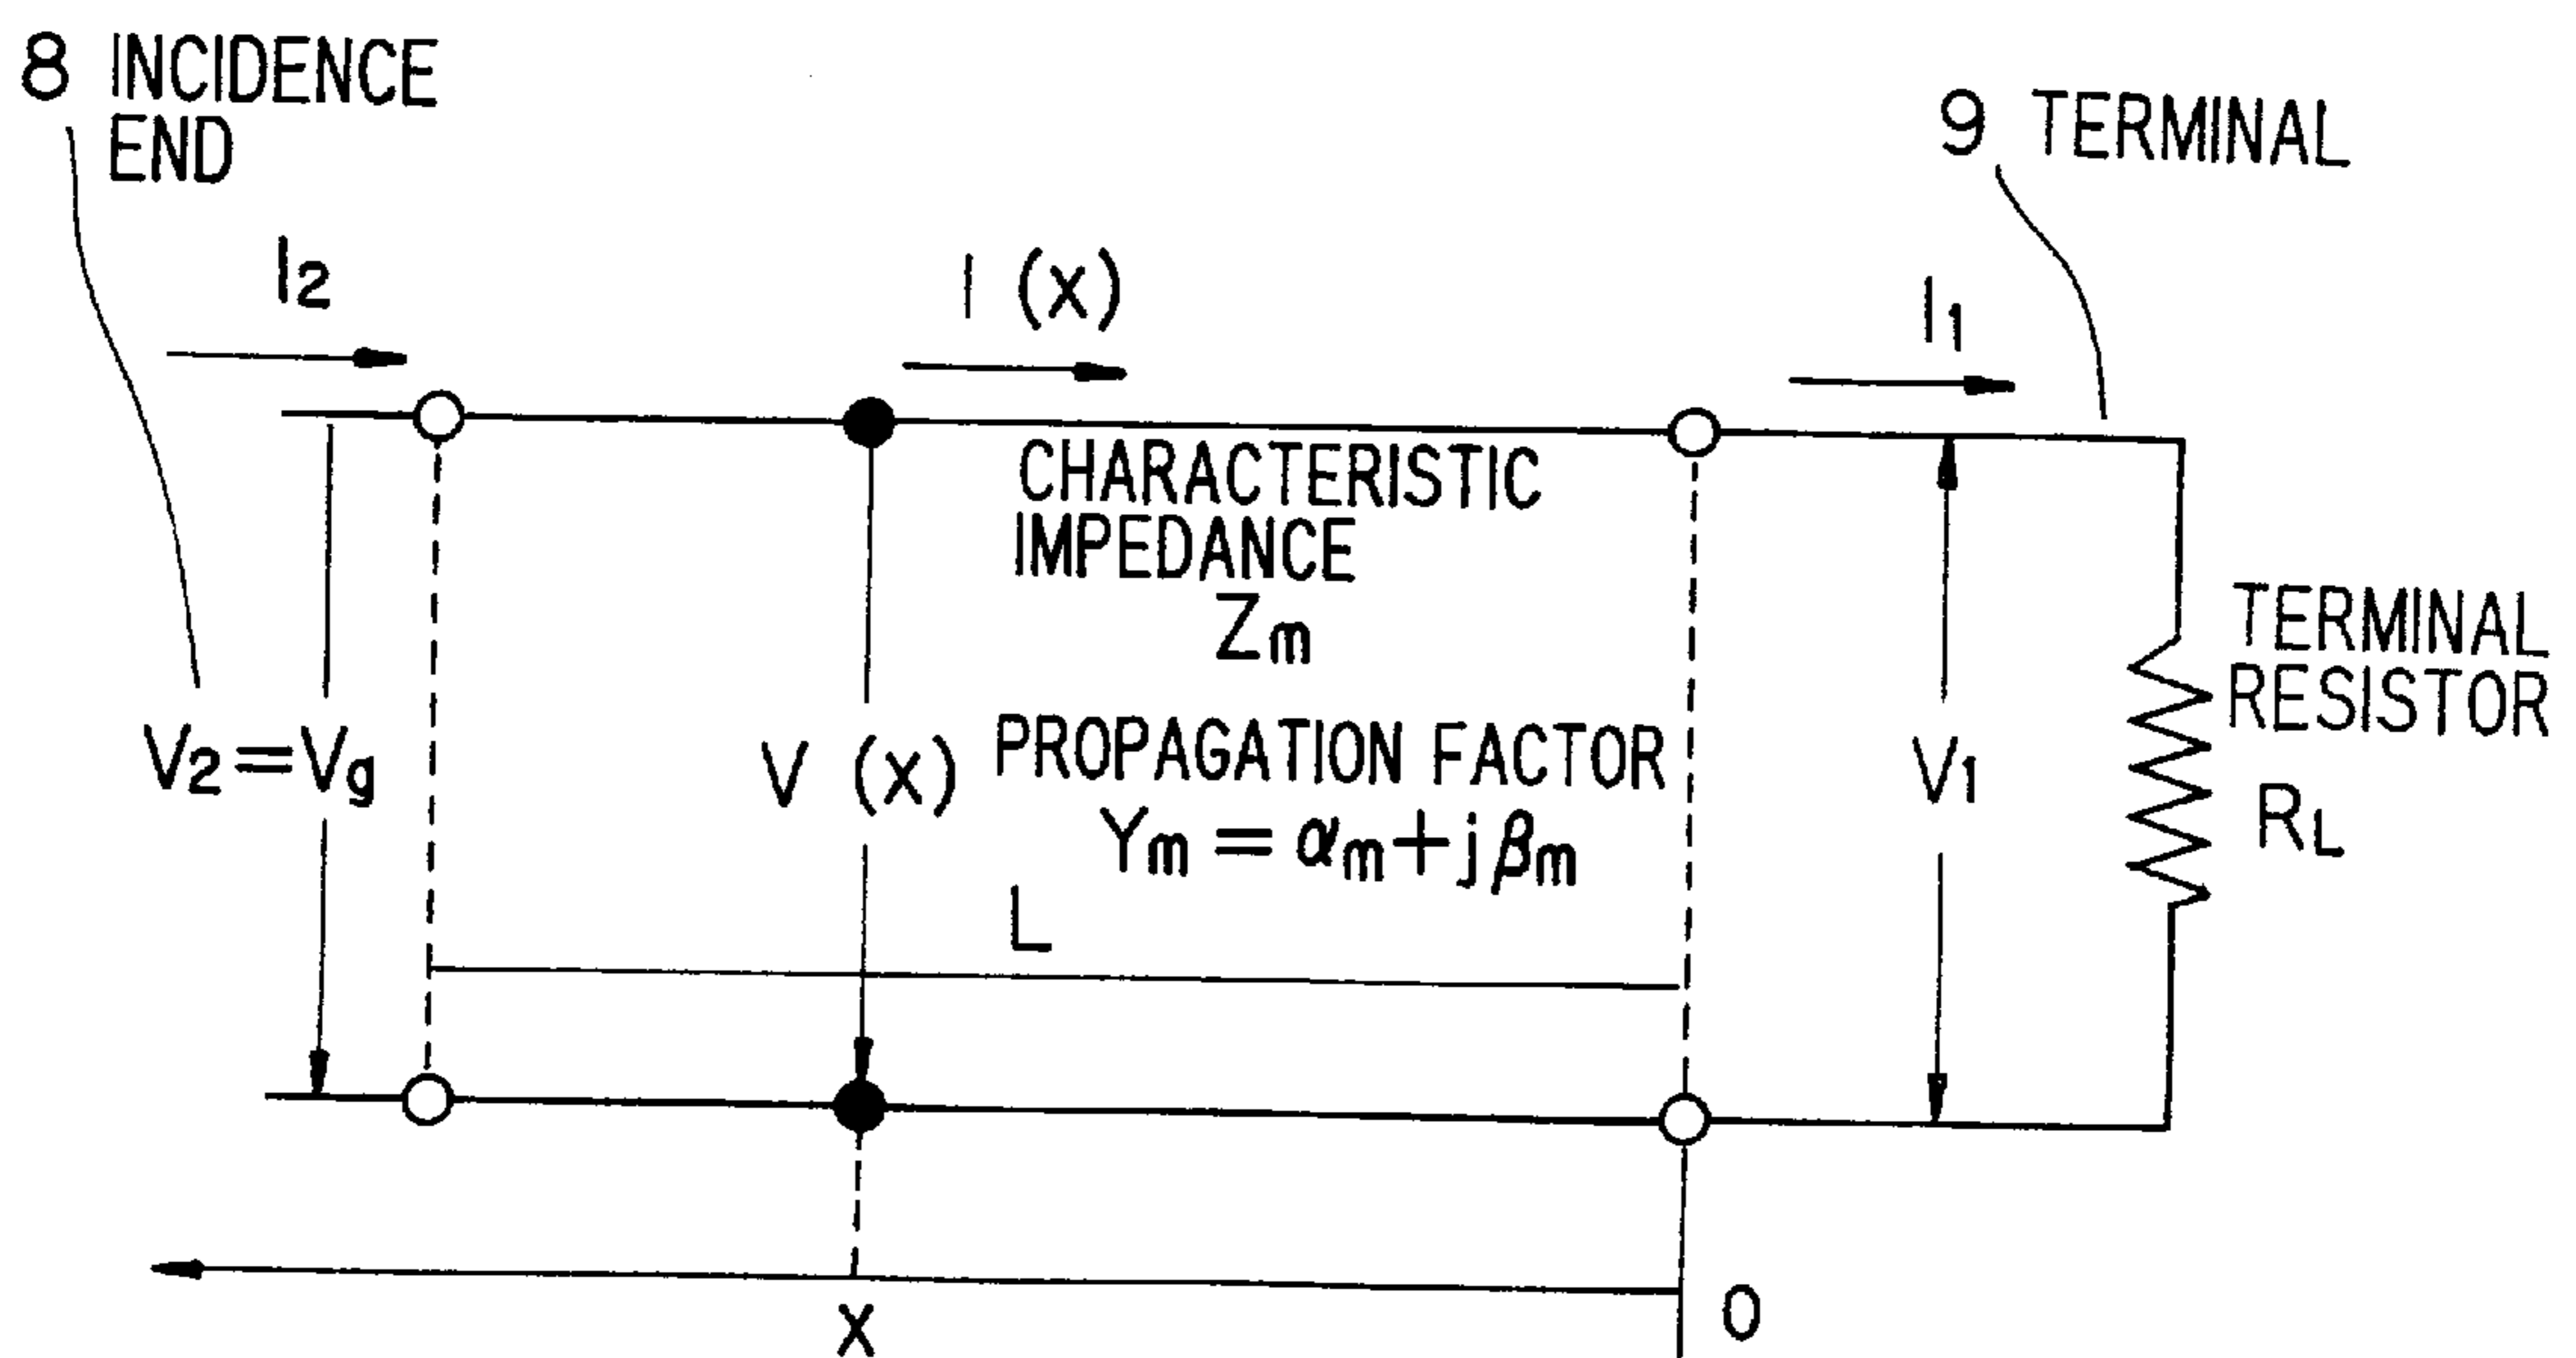 8 INCIDENCE
END
9 TERMINAL
I2
I (x)
I1
CHARACTERISTIC
IMPEDANCE
Zm
TERMINAL
RESISTOR
RL
V2=Vg
V (x)
PROPAGATION FACTOR
γm=αm+jβm
V1
L
x
0